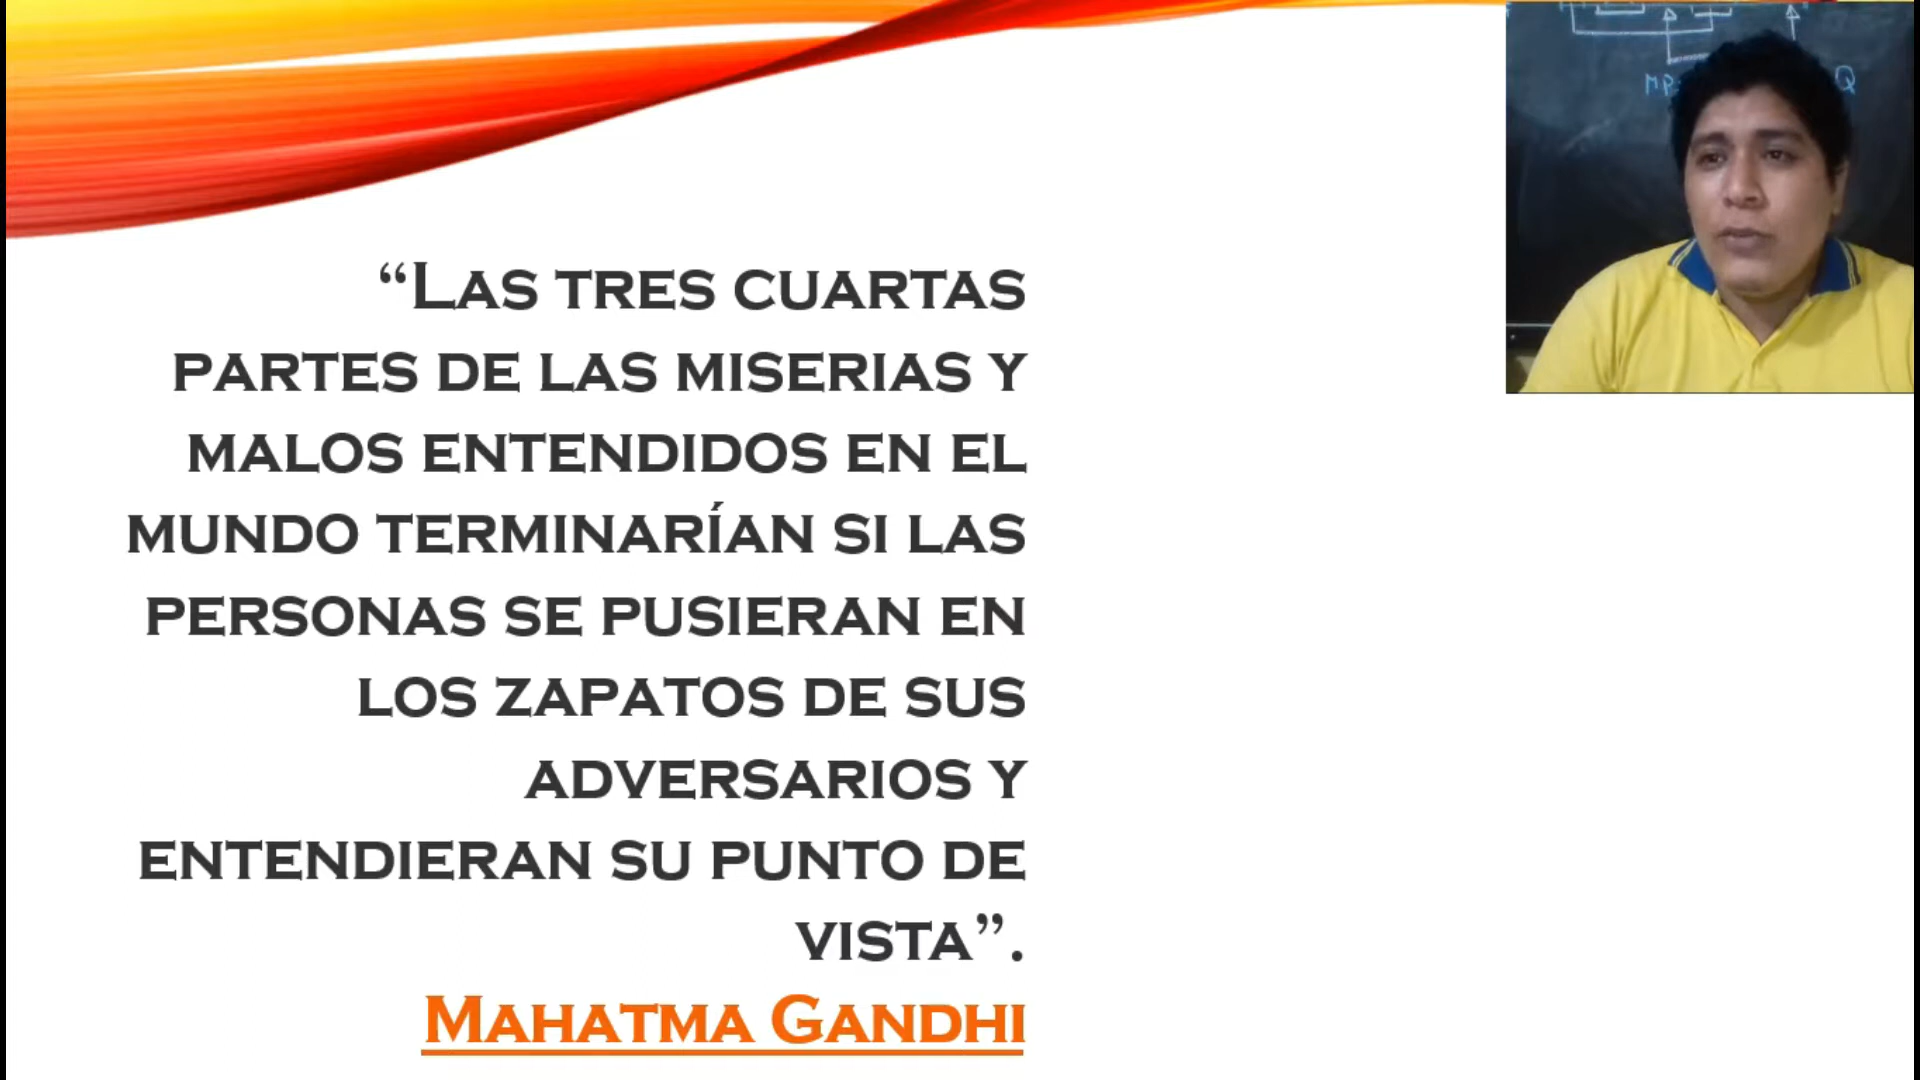 “LAS TRES CUARTAS
PARTES DE LAS MISERIAS Y
MALOS ENTENDIDOS EN EL
MUNDO TERMINARÍAN SI LAS
PERSONAS SE PUSIERAN EN
LOS ZAPATOS DE SUS
ADVERSARIOS Y
ENTENDIERAN SU PUNTO DE
VISTA”.
MAHATMA GANDHI
MP
Q